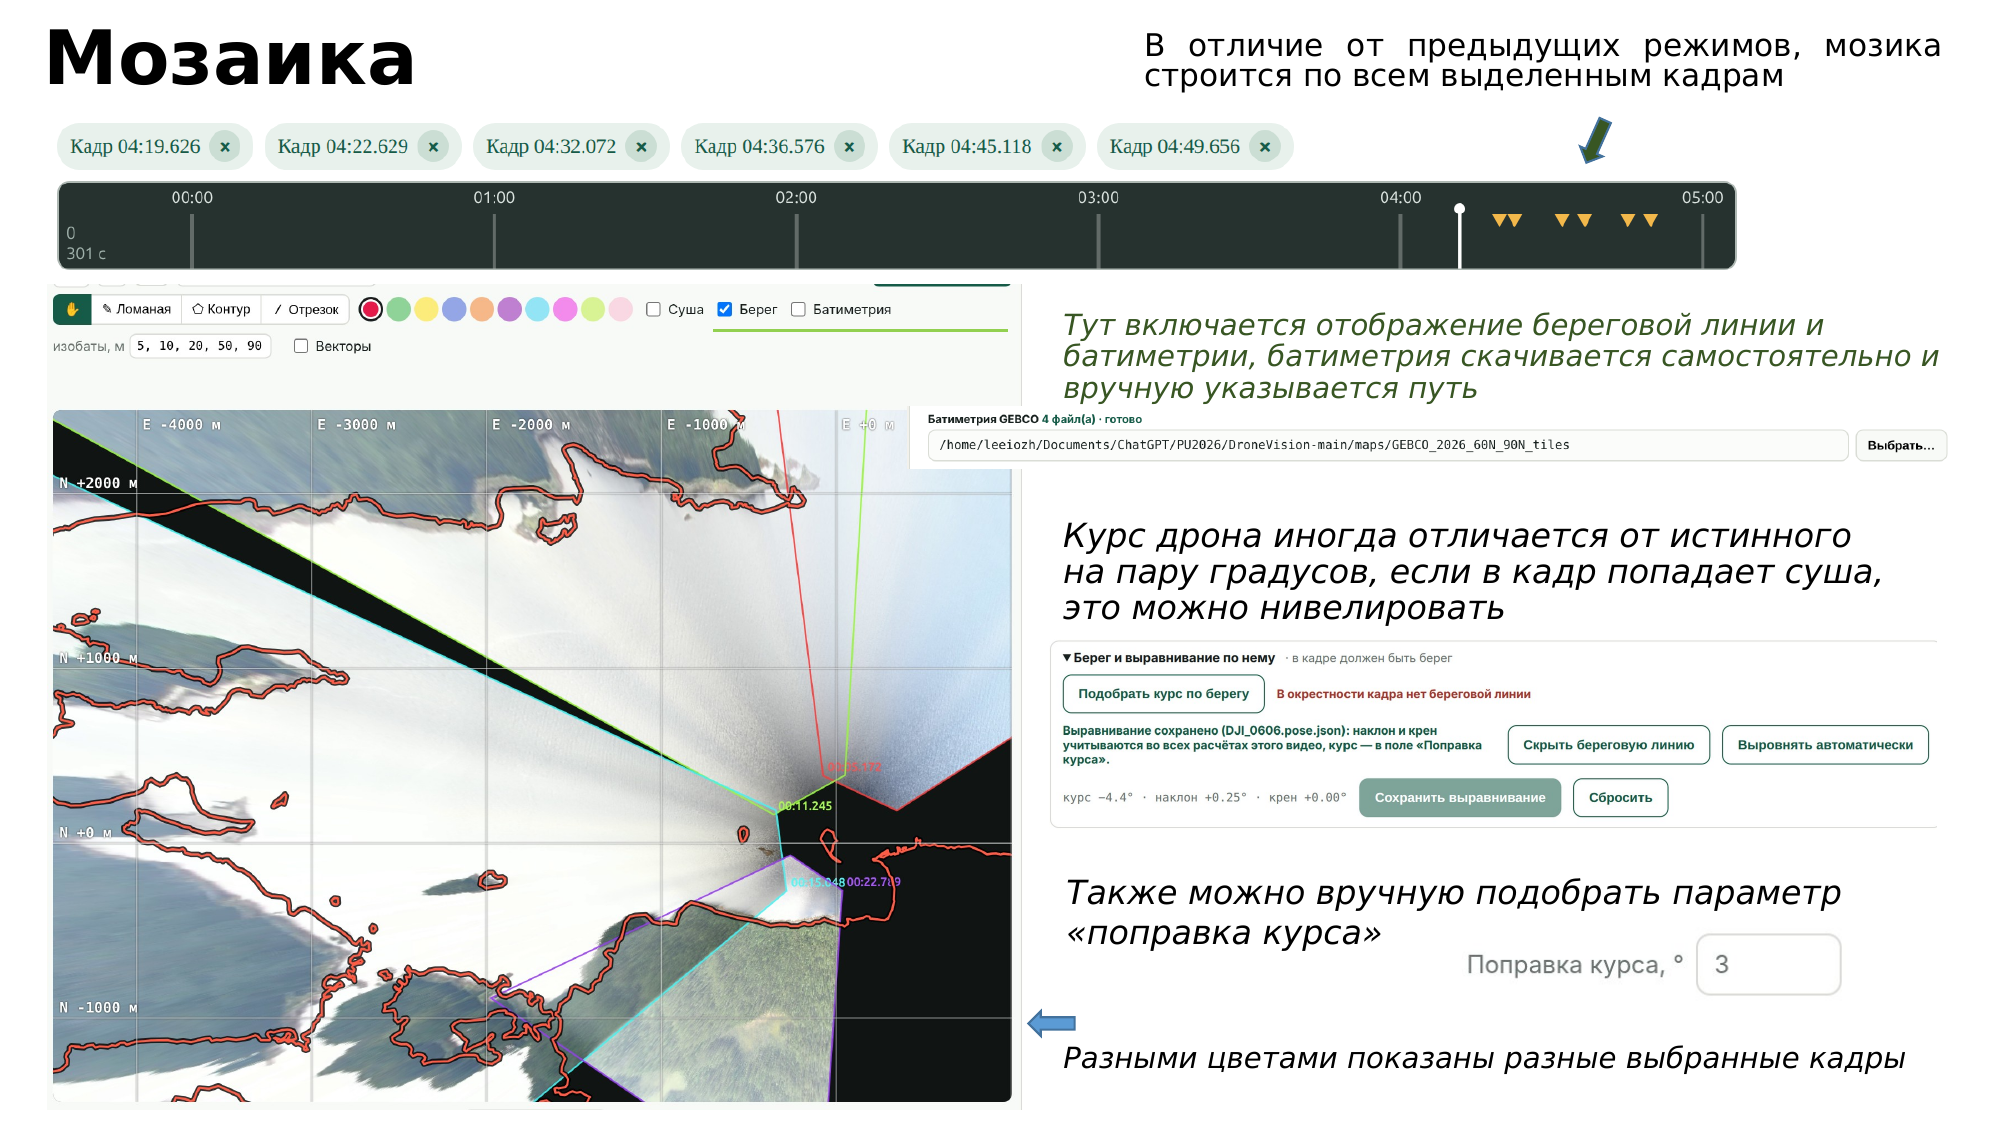 Мозаика
В отличие от предыдущих режимов, мозика
строится по всем выделенным кадрам
Кадр 04:19.626 ×
Кадр 04:22.629 ×
Кадр 04:32.072 ×
Кадр 04:36.576 ×
Кадр 04:45.118 ×
Кадр 04:49.656 ×
00:00 01:00 02:00 03:00 04:00 05:00
0
301 с
Ломаная Контур Отрезок Суша Берег Батиметрия
изобаты, м 5, 10, 20, 50, 90 Векторы
Тут включается отображение береговой линии и
батиметрии, батиметрия скачивается самостоятельно и
вручную указывается путь
Батиметрия GEBCO 4 файл(а) · готово
/home/leeiozh/Documents/ChatGPT/PU2026/DroneVision-main/maps/GEBCO_2026_60N_90N_tiles Выбрать...
E -4000 м E -3000 м E -2000 м E -1000 м E +0 м
N +2000 м
N +1000 м
N +0 м
N -1000 м
00:11.245
Курс дрона иногда отличается от истинного
на пару градусов, если в кадр попадает суша,
это можно нивелировать
▼ Берег и выравнивание по нему · в кадре должен быть берег
Подобрать курс по берегу В окрестности кадра нет береговой линии
Выравнивание сохранено (DJI_0606.pose.json): наклон и крен
учитываются во всех расчётах этого видео, курс — в поле «Поправка
курса».
Скрыть береговую линию Выровнять автоматически
курс −4.4° · наклон +0.25° · крен +0.00° Сохранить выравнивание Сбросить
Также можно вручную подобрать параметр
«поправка курса»
Поправка курса, ° 3
Разными цветами показаны разные выбранные кадры